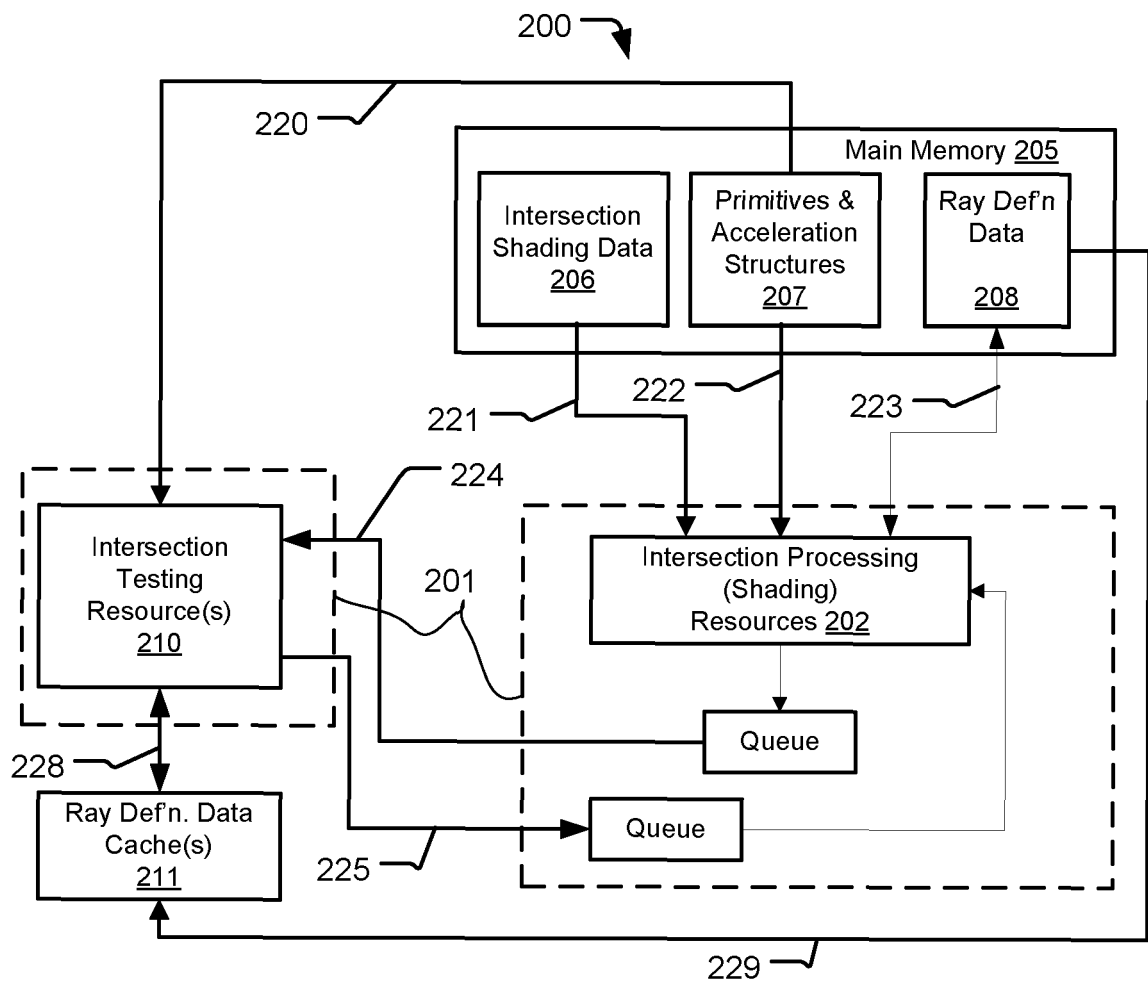 200
220
Main Memory 205
Intersection
Shading Data
206
Primitives &
Acceleration
Structures
207
Ray Def'n
Data
208
221
222
223
224
Intersection
Testing
Resource(s)
210
201
Intersection Processing
(Shading)
Resources 202
Queue
228
Ray Def'n. Data
Cache(s)
211
Queue
225
229